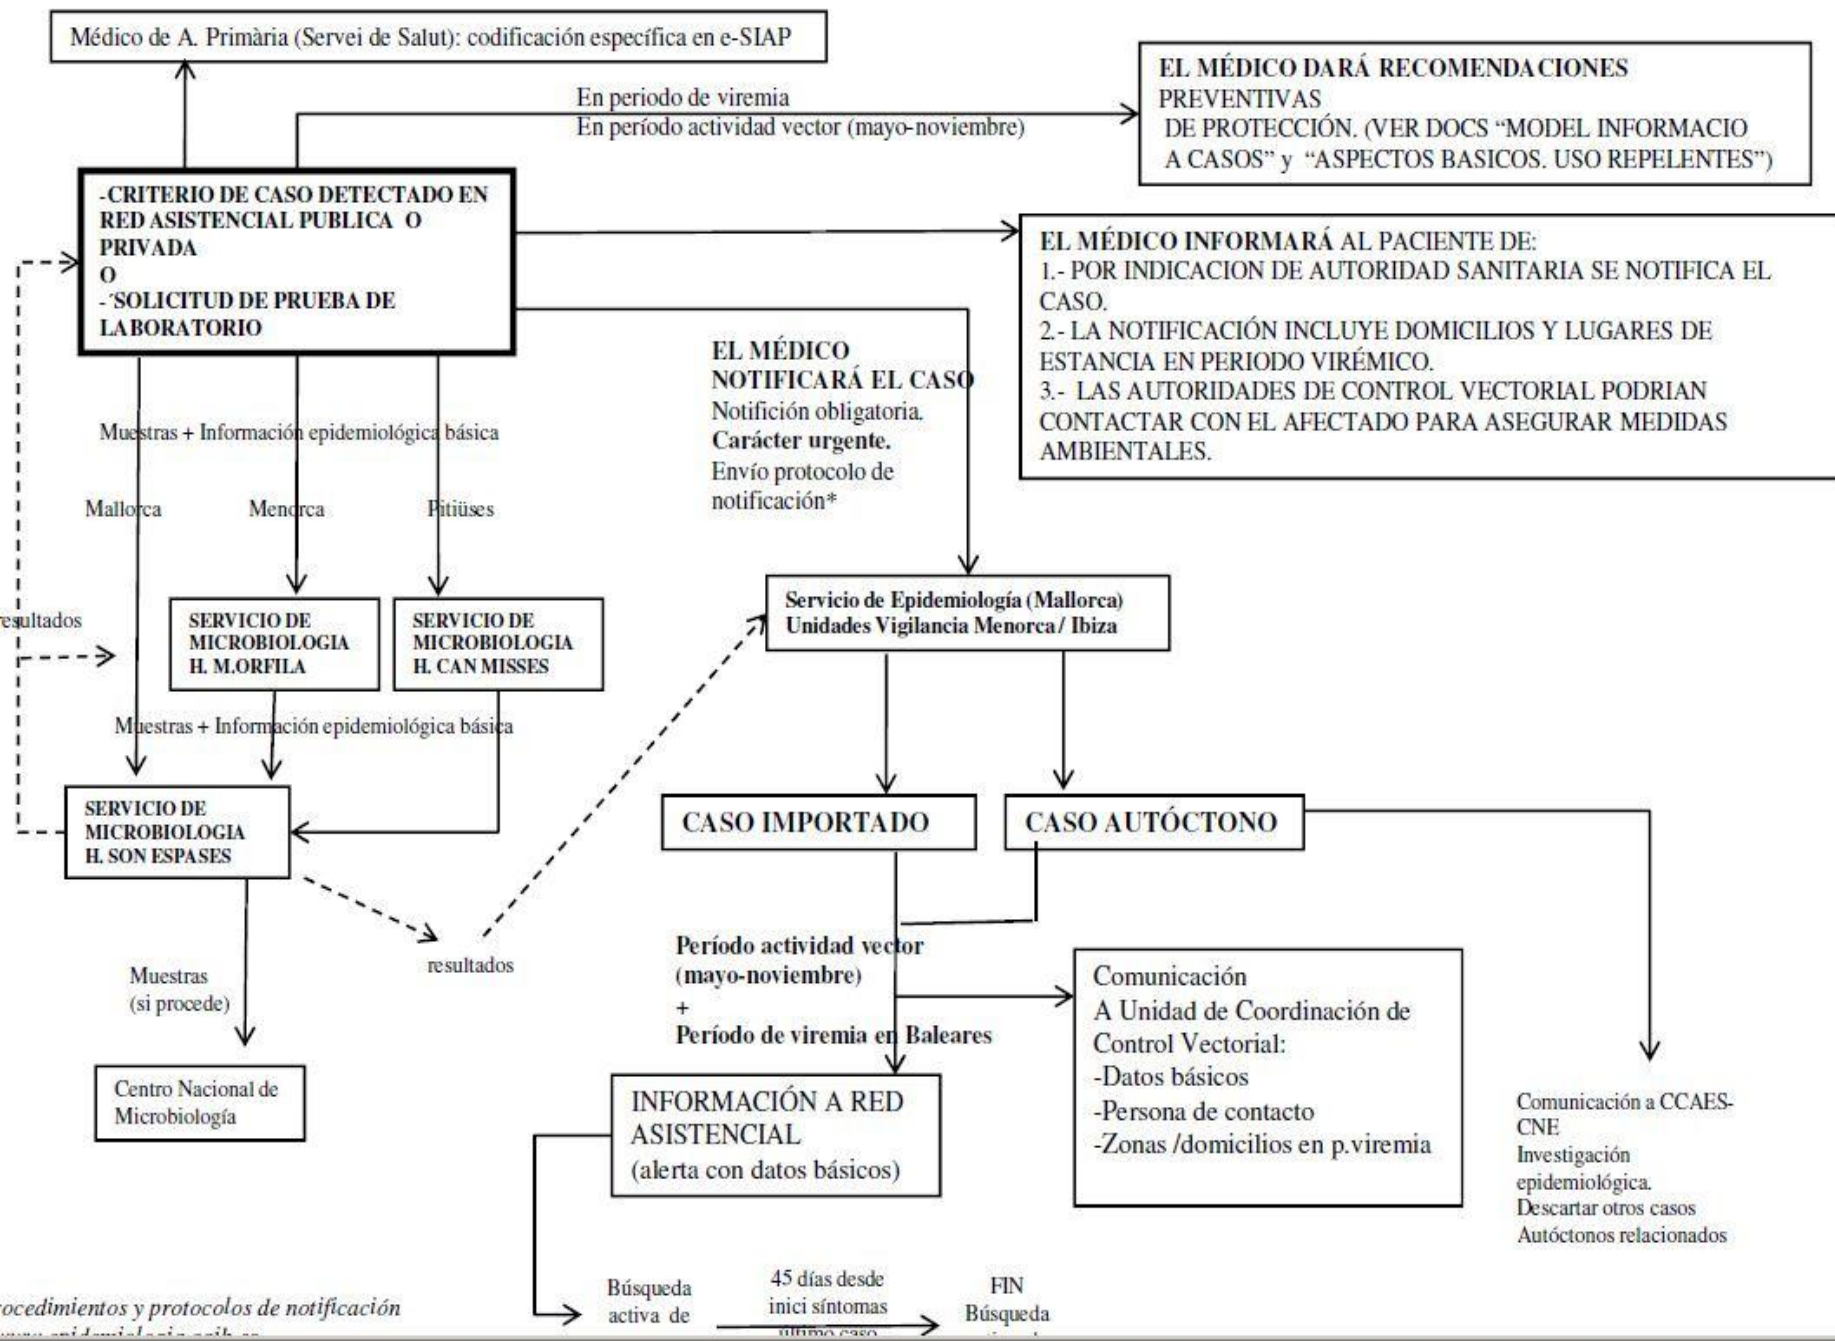 Médico de A. Primària (Servei de Salut): codificación específica en e-SIAP
En periodo de viremia
En período actividad vector (mayo-noviembre)
EL MÉDICO DARÁ RECOMENDACIONES
PREVENTIVAS
DE PROTECCIÓN. (VER DOCS “MODEL INFORMACIO
A CASOS” y “ASPECTOS BASICOS. USO REPELENTES”)
-CRITERIO DE CASO DETECTADO EN
RED ASISTENCIAL PUBLICA O
PRIVADA
O
-´SOLICITUD DE PRUEBA DE
LABORATORIO
EL MÉDICO INFORMARÁ AL PACIENTE DE:
1.- POR INDICACION DE AUTORIDAD SANITARIA SE NOTIFICA EL
CASO.
2.- LA NOTIFICACIÓN INCLUYE DOMICILIOS Y LUGARES DE
ESTANCIA EN PERIODO VIRÉMICO.
3.- LAS AUTORIDADES DE CONTROL VECTORIAL PODRIAN
CONTACTAR CON EL AFECTADO PARA ASEGURAR MEDIDAS
AMBIENTALES.
EL MÉDICO
NOTIFICARÁ EL CASO
Notifición obligatoria.
Carácter urgente.
Envío protocolo de
notificación*
Muestras + Información epidemiológica básica
Mallorca
Menorca
Pitiüses
resultados
SERVICIO DE
MICROBIOLOGIA
H. M.ORFILA
SERVICIO DE
MICROBIOLOGIA
H. CAN MISSES
Servicio de Epidemiología (Mallorca)
Unidades Vigilancia Menorca / Ibiza
Muestras + Información epidemiológica básica
SERVICIO DE
MICROBIOLOGIA
H. SON ESPASES
CASO IMPORTADO
CASO AUTÓCTONO
resultados
Muestras
(si procede)
Centro Nacional de
Microbiología
Período actividad vector
(mayo-noviembre)
+
Período de viremia en Baleares
Comunicación
A Unidad de Coordinación de
Control Vectorial:
-Datos básicos
-Persona de contacto
-Zonas /domicilios en p.viremia
INFORMACIÓN A RED
ASISTENCIAL
(alerta con datos básicos)
Comunicación a CCAES-
CNE
Investigación
epidemiológica.
Descartar otros casos
Autóctonos relacionados
Búsqueda
activa de
45 días desde
inici síntomas
último caso
FIN
Búsqueda
rocedimientos y protocolos de notificación